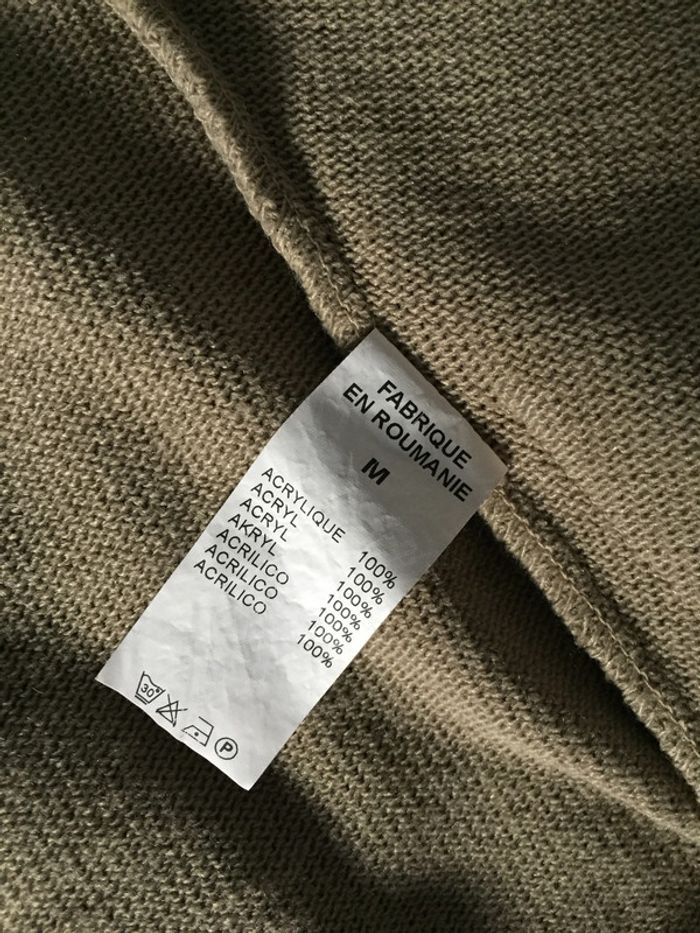 FABRIQUE
EN ROUMANIE
M
ACRYLIQUE 100%
ACRYL 100%
ACRYL 100%
AKRYL 100%
ACRILICO 100%
ACRILICO 100%
ACRILICO 100%
30°
P